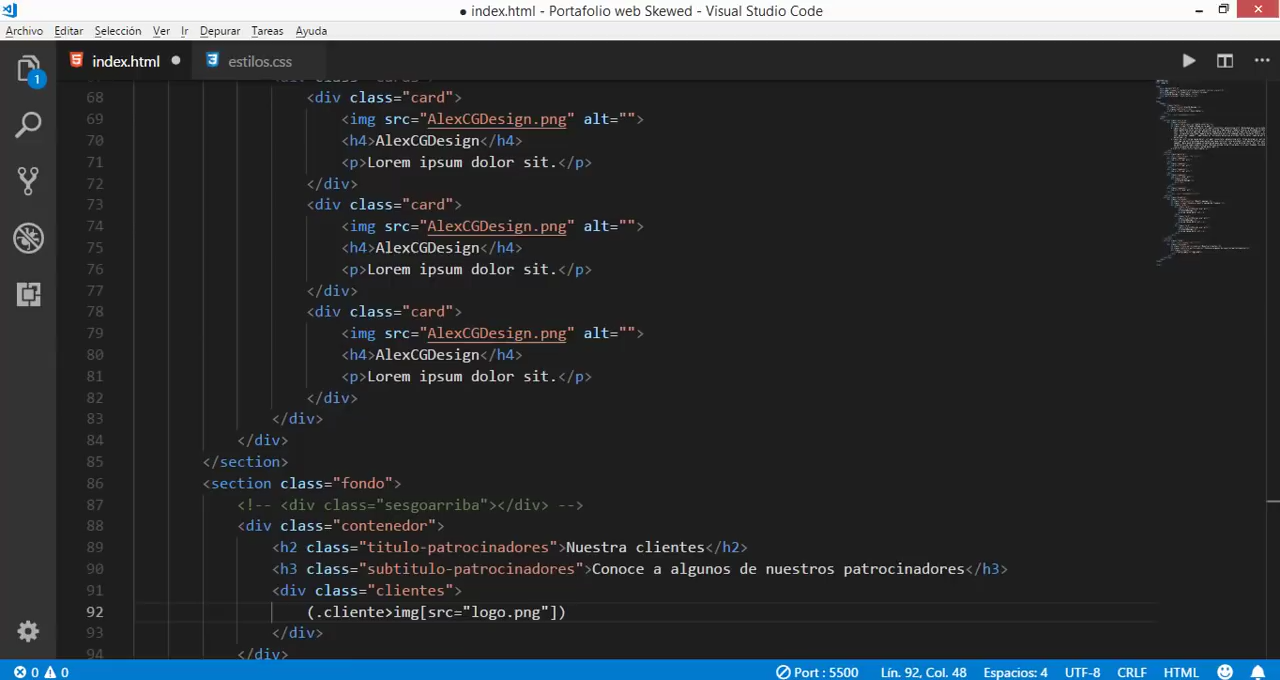 ● index.html - Portafolio web Skewed - Visual Studio Code
Archivo Editar Selección Ver Ir Depurar Tareas Ayuda
index.html estilos.css
1
68 <div class="card">
69 <img src="AlexCGDesign.png" alt="">
70 <h4>AlexCGDesign</h4>
71 <p>Lorem ipsum dolor sit.</p>
72 </div>
73 <div class="card">
74 <img src="AlexCGDesign.png" alt="">
75 <h4>AlexCGDesign</h4>
76 <p>Lorem ipsum dolor sit.</p>
77 </div>
78 <div class="card">
79 <img src="AlexCGDesign.png" alt="">
80 <h4>AlexCGDesign</h4>
81 <p>Lorem ipsum dolor sit.</p>
82 </div>
83 </div>
84 </div>
85 </section>
86 <section class="fondo">
87 <!-- <div class="sesgoarriba"></div> -->
88 <div class="contenedor">
89 <h2 class="titulo-patrocinadores">Nuestra clientes</h2>
90 <h3 class="subtitulo-patrocinadores">Conoce a algunos de nuestros patrocinadores</h3>
91 <div class="clientes">
92 (.cliente>img[src="logo.png"])
93 </div>
94 </div>
0 0 Port : 5500 Lín. 92, Col. 48 Espacios: 4 UTF-8 CRLF HTML